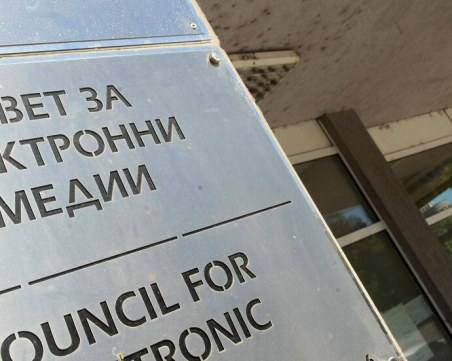 ВЕТ ЗА
КТРОННИ
МЕДИИ
OUNCIL FOR
TRONIC